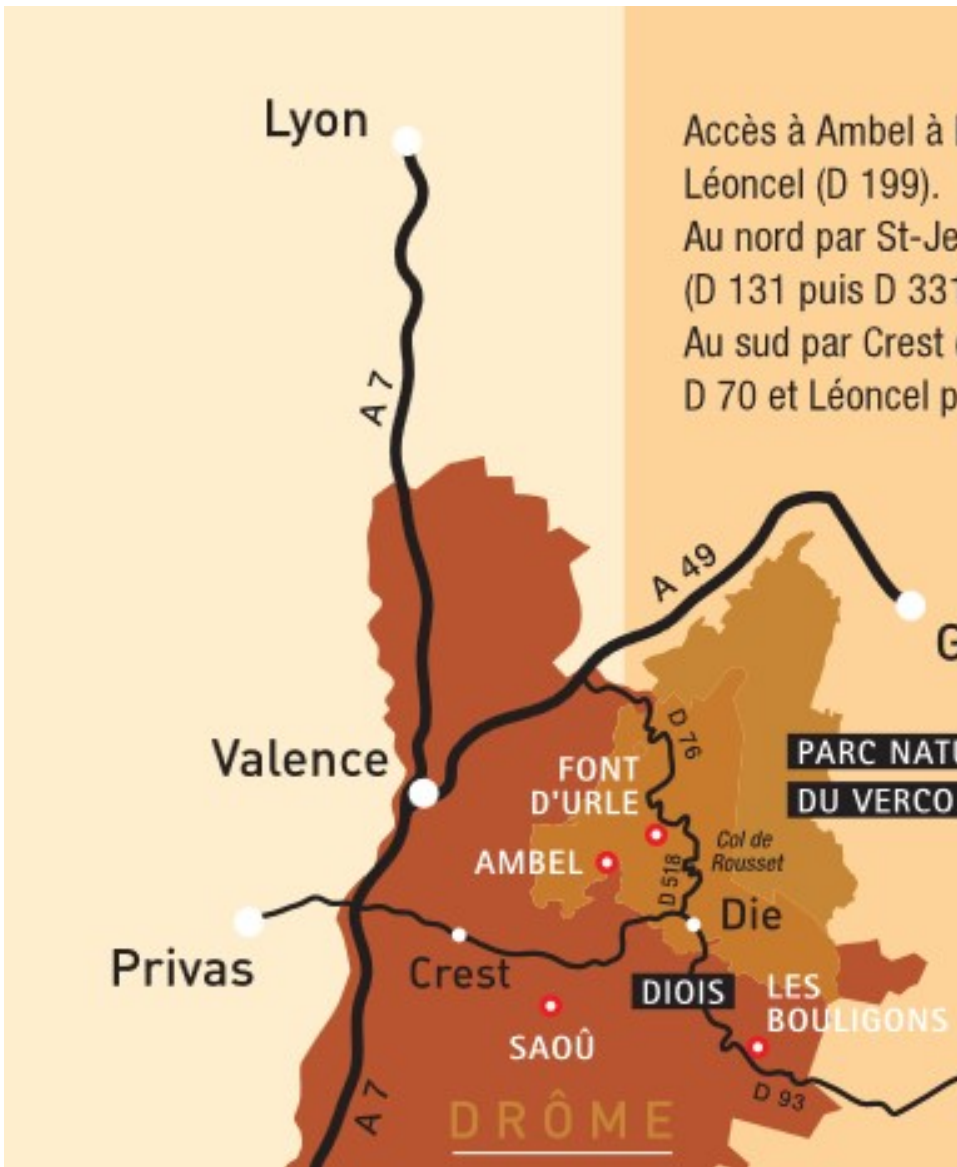 Lyon
Accès à Ambel à
Léoncel (D 199).
Au nord par St-Je
(D 131 puis D 331
Au sud par Crest
D 70 et Léoncel p
A 7
A 49
G
D 76
Valence
PARC NATU
DU VERCO
FONT
D'URLE
Col de
Rousset
AMBEL
D 518
Die
Privas
Crest
DIOIS
LES
BOULIGONS
SAOÛ
D 93
A 7
DRÔME